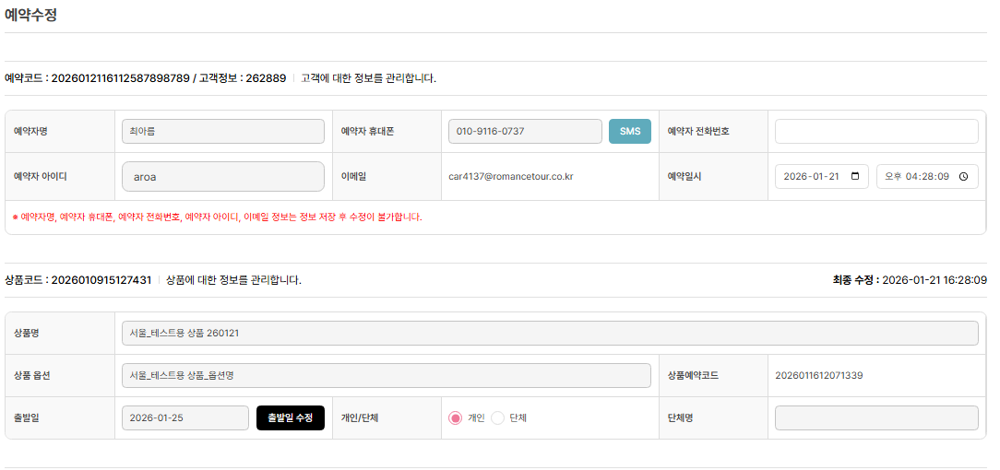 예약수정
예약코드 : 2026012116112587898789 / 고객정보 : 262889 고객에 대한 정보를 관리합니다.
예약자명 최아름 예약자 휴대폰 010-9116-0737 SMS 예약자 전화번호
예약자 아이디 aroa 이메일 car4137@romancetour.co.kr 예약일시 2026-01-21 오후 04:28:09
※ 예약자명, 예약자 휴대폰, 예약자 전화번호, 예약자 아이디, 이메일 정보는 정보 저장 후 수정이 불가합니다.
상품코드 : 2026010915127431 상품에 대한 정보를 관리합니다. 최종 수정 : 2026-01-21 16:28:09
상품명 서울_테스트용 상품 260121
상품 옵션 서울_테스트용 상품_옵션명 상품예약코드 2026011612071339
출발일 2026-01-25 출발일 수정 개인/단체 개인 단체 단체명